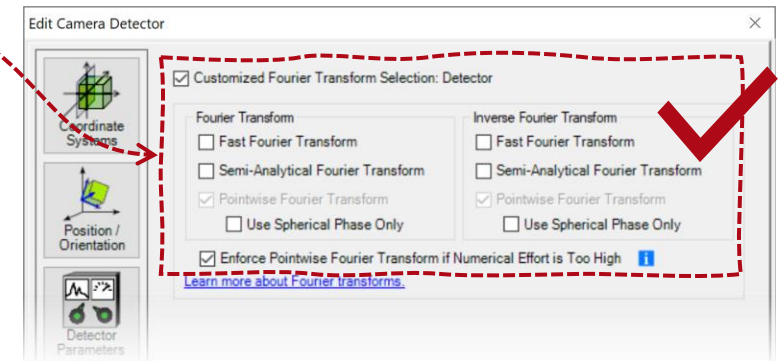 Edit Camera Detector
Coordinate
Systems
Position /
Orientation
Detector
Parameters
Customized Fourier Transform Selection: Detector
Fourier Transform
Fast Fourier Transform
Semi-Analytical Fourier Transform
Pointwise Fourier Transform
Use Spherical Phase Only
Inverse Fourier Transform
Fast Fourier Transform
Semi-Analytical Fourier Transform
Pointwise Fourier Transform
Use Spherical Phase Only
Enforce Pointwise Fourier Transform if Numerical Effort is Too High
Learn more about Fourier transforms.